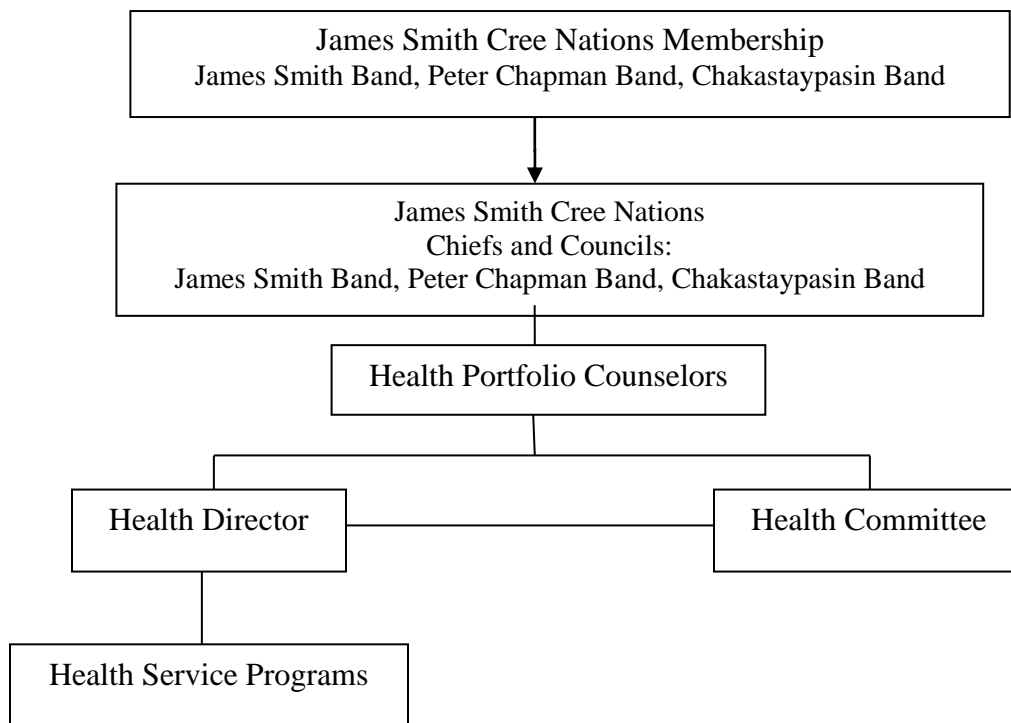 James Smith Cree Nations Membership
James Smith Band, Peter Chapman Band, Chakastaypasin Band
James Smith Cree Nations
Chiefs and Councils:
James Smith Band, Peter Chapman Band, Chakastaypasin Band
Health Portfolio Counselors
Health Director
Health Committee
Health Service Programs